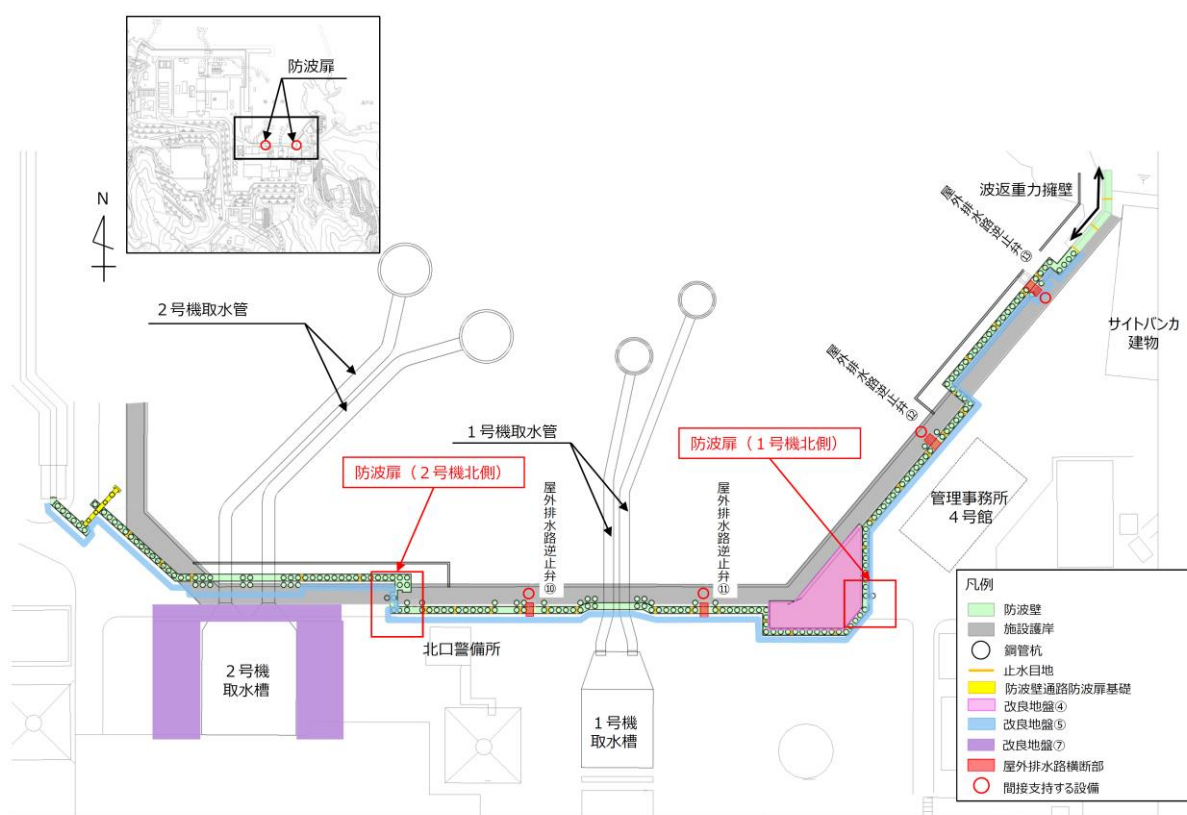 防波扉
N
2号機取水管
1号機取水管
防波扉（2号機北側）
防波扉（1号機北側）
屋外排水路逆止弁⑩
屋外排水路逆止弁⑪
屋外排水路逆止弁⑫
屋外排水路逆止弁⑬
波返重力擁壁
サイトバンカ
建物
管理事務所
4号館
北口警備所
2号機
取水槽
1号機
取水槽
凡例
防波壁
施設護岸
鋼管杭
止水目地
防波壁通路防波扉基礎
改良地盤④
改良地盤⑤
改良地盤⑦
屋外排水路横断部
間接支持する設備